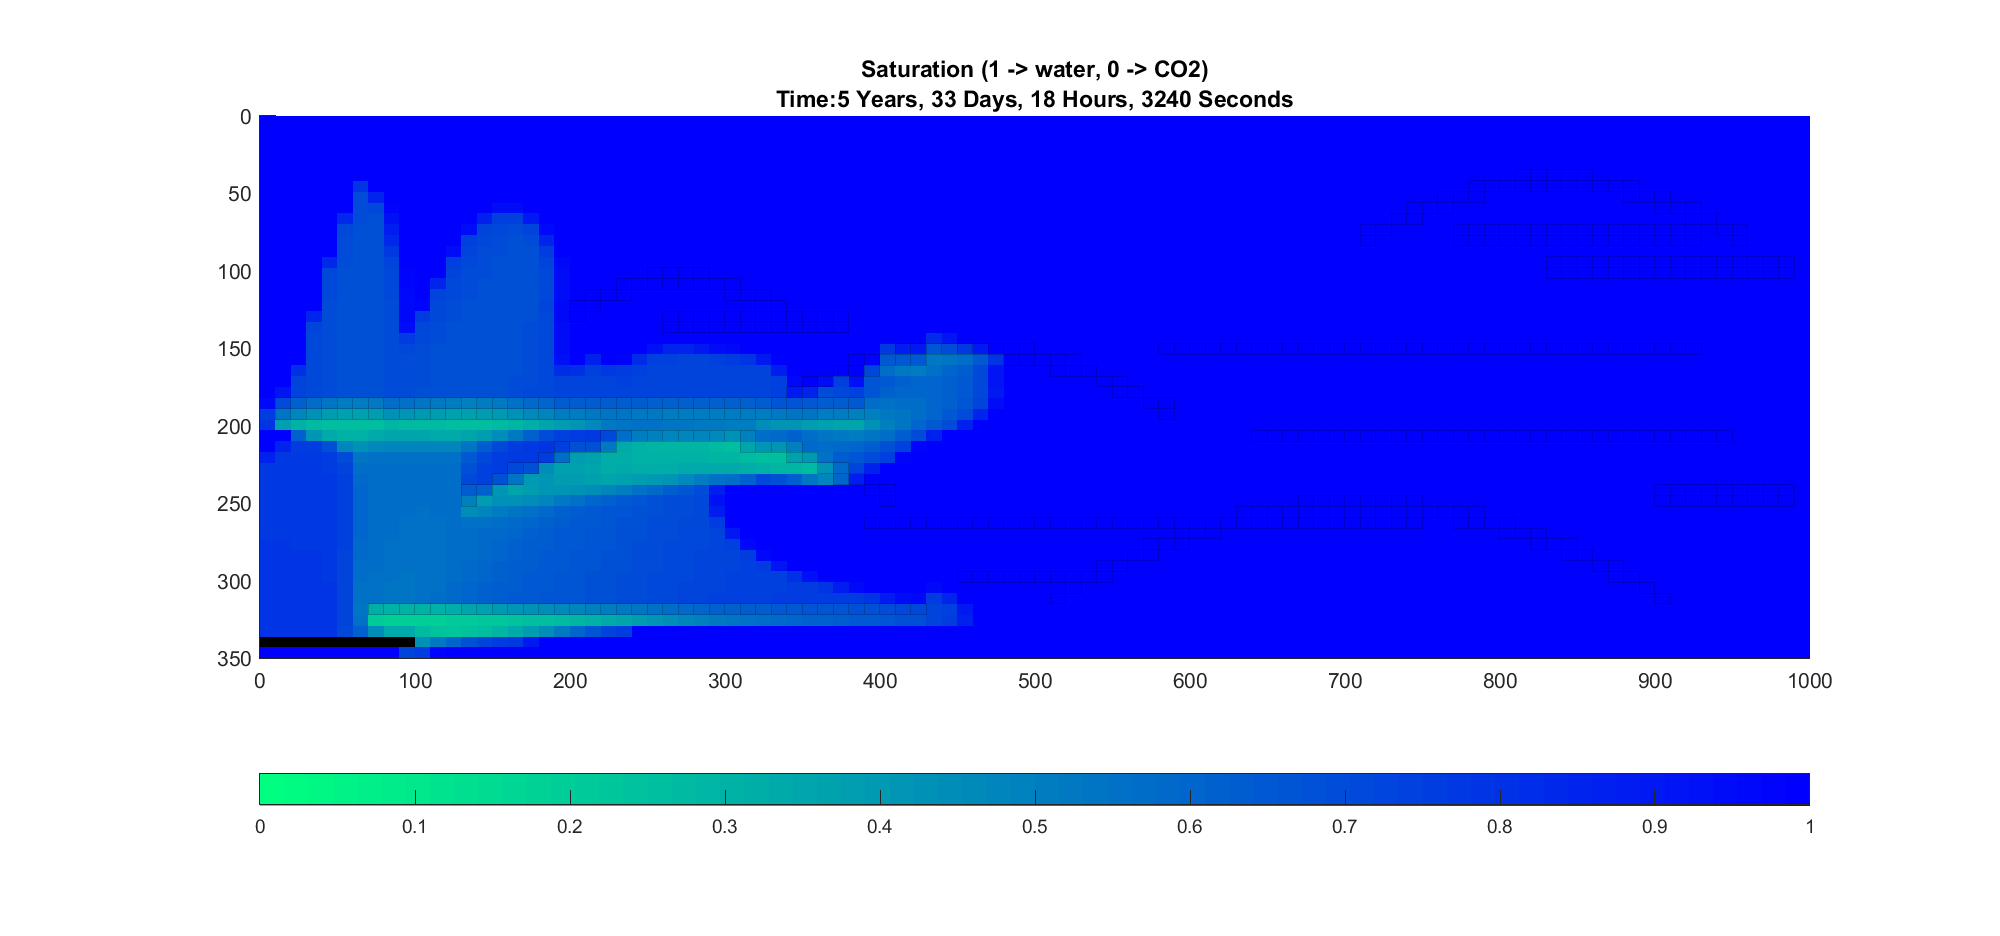 Saturation (1 -> water, 0 -> CO2)
Time:5 Years, 33 Days, 18 Hours, 3240 Seconds
0
50
100
150
200
250
300
350
0 100 200 300 400 500 600 700 800 900 1000
0 0.1 0.2 0.3 0.4 0.5 0.6 0.7 0.8 0.9 1